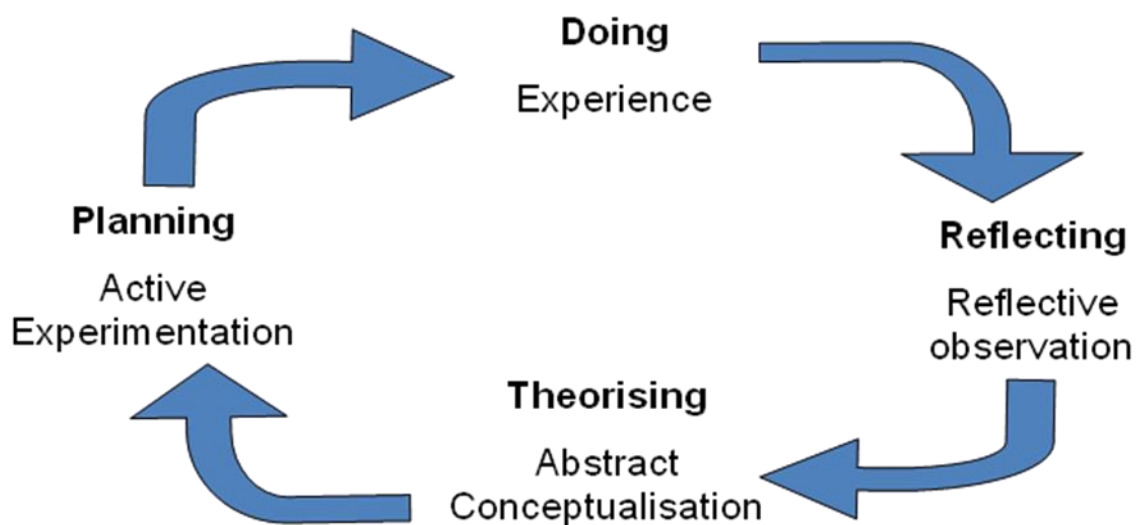 Doing
Experience
Reflecting
Reflective
observation
Theorising
Abstract
Conceptualisation
Planning
Active
Experimentation